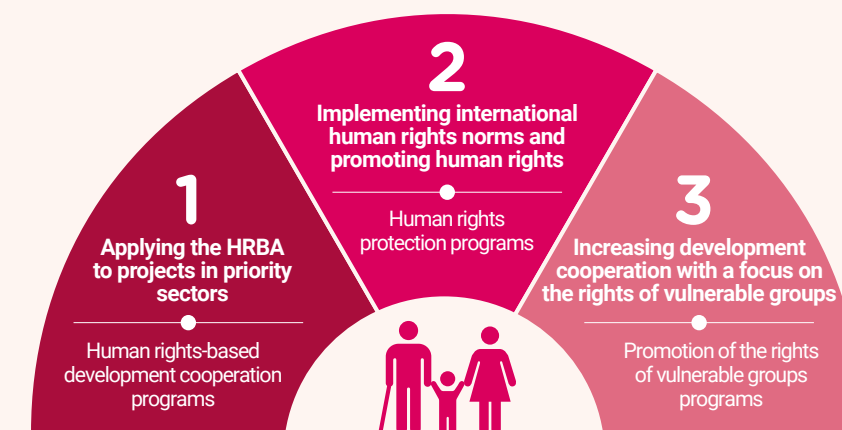 1
Applying the HRBA
to projects in priority
sectors
Human rights-based
development cooperation
programs
2
Implementing international
human rights norms and
promoting human rights
Human rights
protection programs
3
Increasing development
cooperation with a focus on
the rights of vulnerable groups
Promotion of the rights
of vulnerable groups
programs